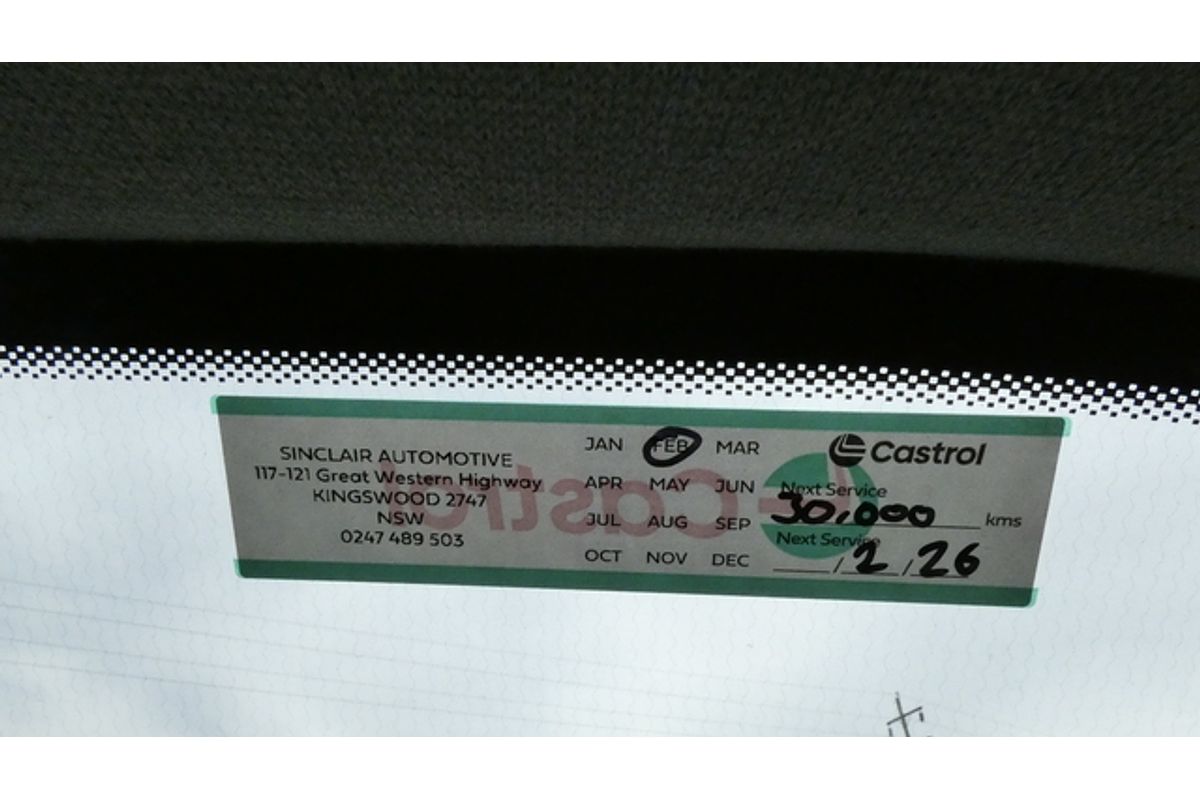 SINCLAIR AUTOMOTIVE
117-121 Great Western Highway
KINGSWOOD 2747
NSW
0247 489 503
JAN FEB MAR
APR MAY JUN
JUL AUG SEP
OCT NOV DEC
Castrol
Next Service
30,000 kms
Next Service
/2/26
Castrol